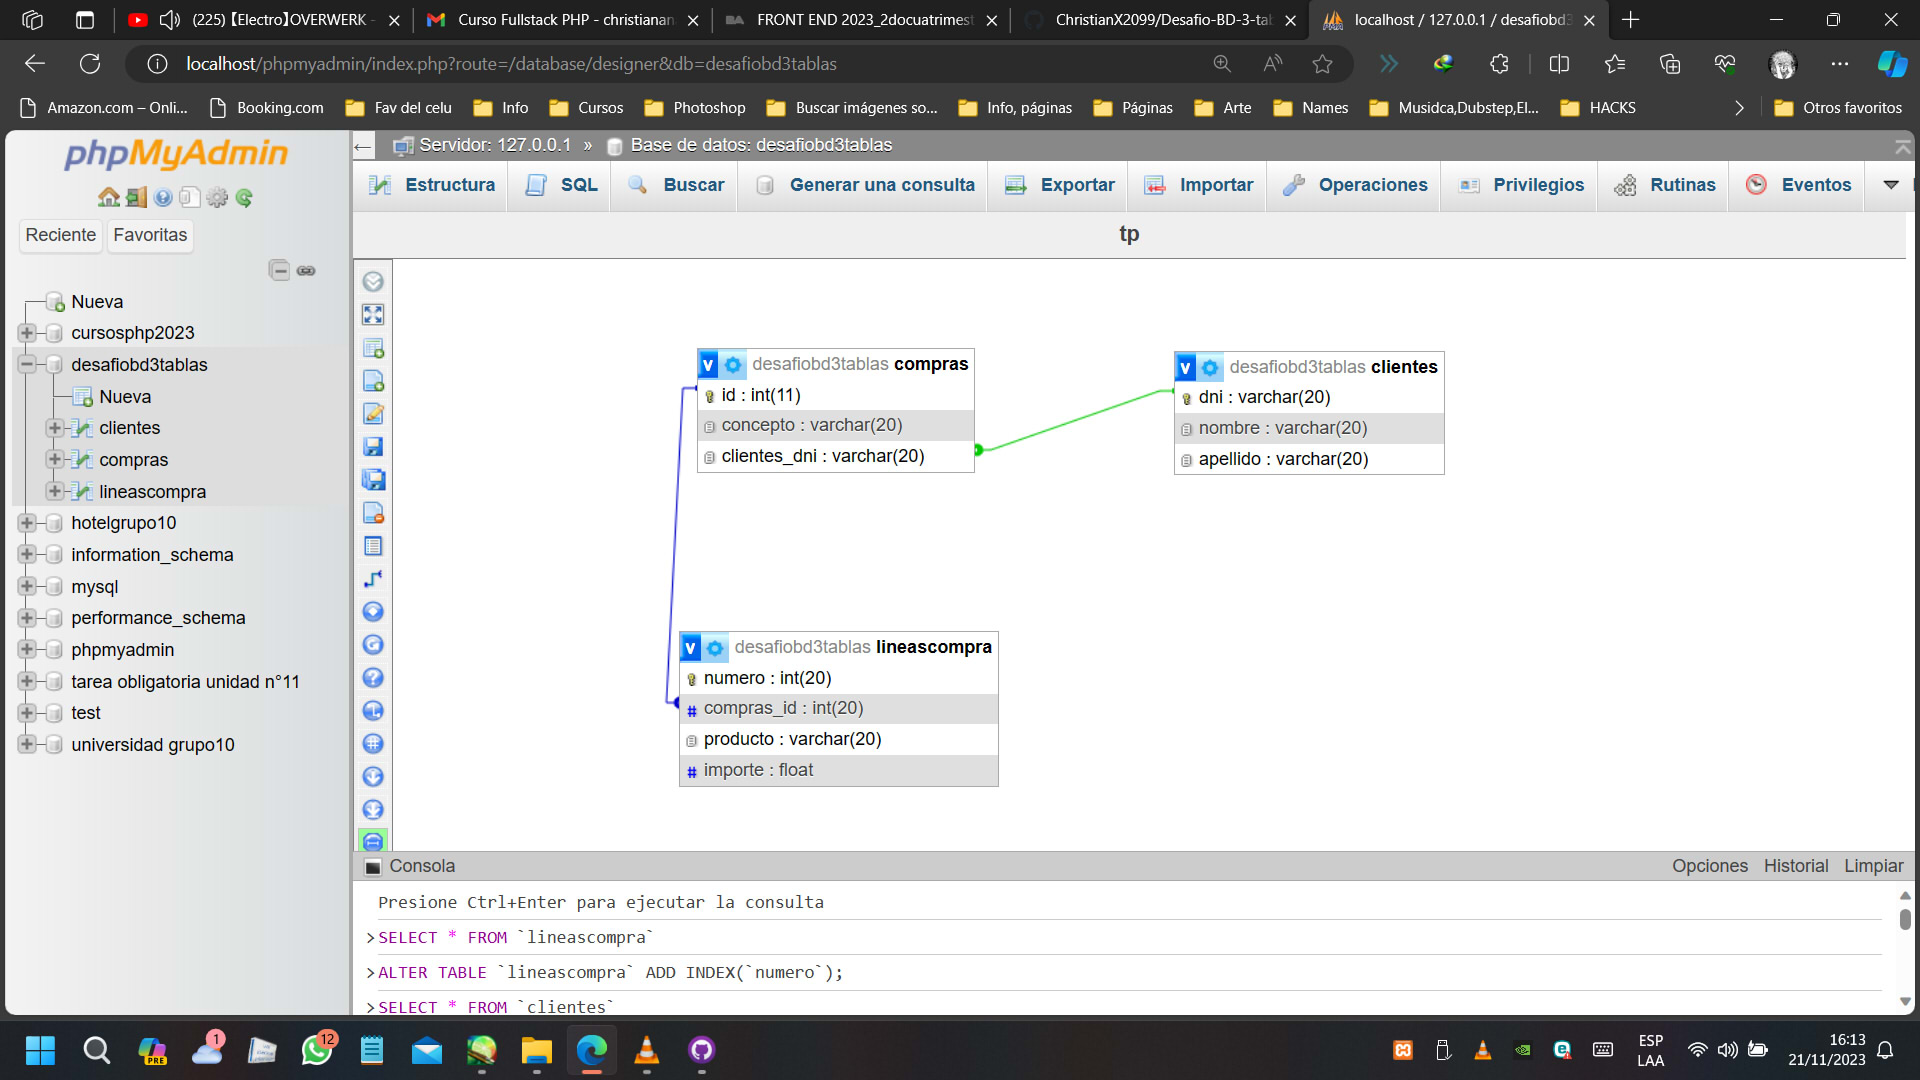 (225) 【Electro】OVERWERK -
Curso Fullstack PHP - christianan
FRONT END 2023_2docuatrimest
ChristianX2099/Desafio-BD-3-tab
localhost / 127.0.0.1 / desafiobd3
localhost/phpmyadmin/index.php?route=/database/designer&db=desafiobd3tablas
Amazon.com – Onli...
Booking.com
Fav del celu
Info
Cursos
Photoshop
Buscar imágenes so...
Info, páginas
Páginas
Arte
Names
Musidca,Dubstep,El...
HACKS
Otros favoritos
phpMyAdmin
Reciente
Favoritas
Nueva
cursosphp2023
desafiobd3tablas
Nueva
clientes
compras
lineascompra
hotelgrupo10
information_schema
mysql
performance_schema
phpmyadmin
tarea obligatoria unidad n°11
test
universidad grupo10
Servidor: 127.0.0.1 » Base de datos: desafiobd3tablas
Estructura
SQL
Buscar
Generar una consulta
Exportar
Importar
Operaciones
Privilegios
Rutinas
Eventos
tp
v desafiobd3tablas compras
id : int(11)
concepto : varchar(20)
clientes_dni : varchar(20)
v desafiobd3tablas clientes
dni : varchar(20)
nombre : varchar(20)
apellido : varchar(20)
v desafiobd3tablas lineascompra
numero : int(20)
# compras_id : int(20)
producto : varchar(20)
# importe : float
Consola
Opciones Historial Limpiar
Presione Ctrl+Enter para ejecutar la consulta
>SELECT * FROM `lineascompra`
>ALTER TABLE `lineascompra` ADD INDEX(`numero`);
>SELECT * FROM `clientes`
PRE
1
12
ESP
LAA
16:13
21/11/2023